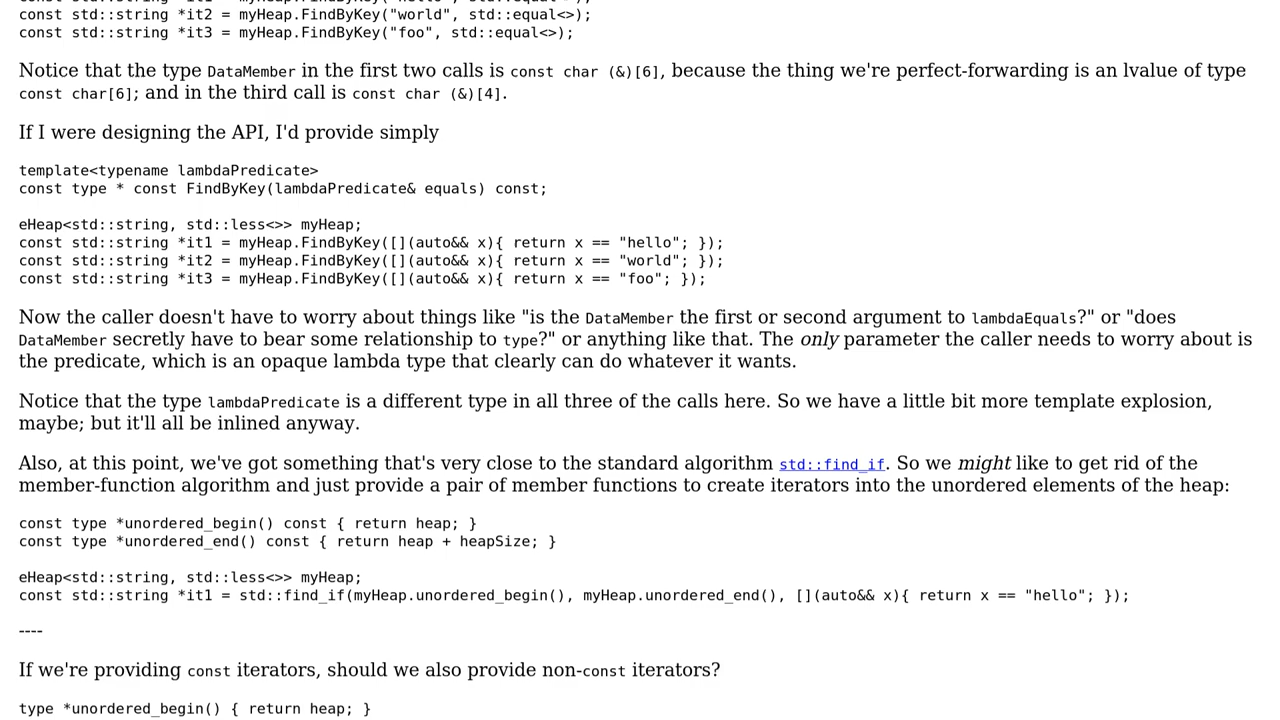 const std::string *it2 = myHeap.FindByKey("world", std::equal<>);
const std::string *it3 = myHeap.FindByKey("foo", std::equal<>);
Notice that the type DataMember in the first two calls is const char (&)[6], because the thing we're perfect-forwarding is an lvalue of type
const char[6]; and in the third call is const char (&)[4].
If I were designing the API, I'd provide simply
template<typename lambdaPredicate>
const type * const FindByKey(lambdaPredicate& equals) const;
eHeap<std::string, std::less<>> myHeap;
const std::string *it1 = myHeap.FindByKey([](auto&& x){ return x == "hello"; });
const std::string *it2 = myHeap.FindByKey([](auto&& x){ return x == "world"; });
const std::string *it3 = myHeap.FindByKey([](auto&& x){ return x == "foo"; });
Now the caller doesn't have to worry about things like "is the DataMember the first or second argument to lambdaEquals?" or "does
DataMember secretly have to bear some relationship to type?" or anything like that. The only parameter the caller needs to worry about is
the predicate, which is an opaque lambda type that clearly can do whatever it wants.
Notice that the type lambdaPredicate is a different type in all three of the calls here. So we have a little bit more template explosion,
maybe; but it'll all be inlined anyway.
Also, at this point, we've got something that's very close to the standard algorithm std::find_if. So we might like to get rid of the
member-function algorithm and just provide a pair of member functions to create iterators into the unordered elements of the heap:
const type *unordered_begin() const { return heap; }
const type *unordered_end() const { return heap + heapSize; }
eHeap<std::string, std::less<>> myHeap;
const std::string *it1 = std::find_if(myHeap.unordered_begin(), myHeap.unordered_end(), [](auto&& x){ return x == "hello"; });
----
If we're providing const iterators, should we also provide non-const iterators?
type *unordered_begin() { return heap; }